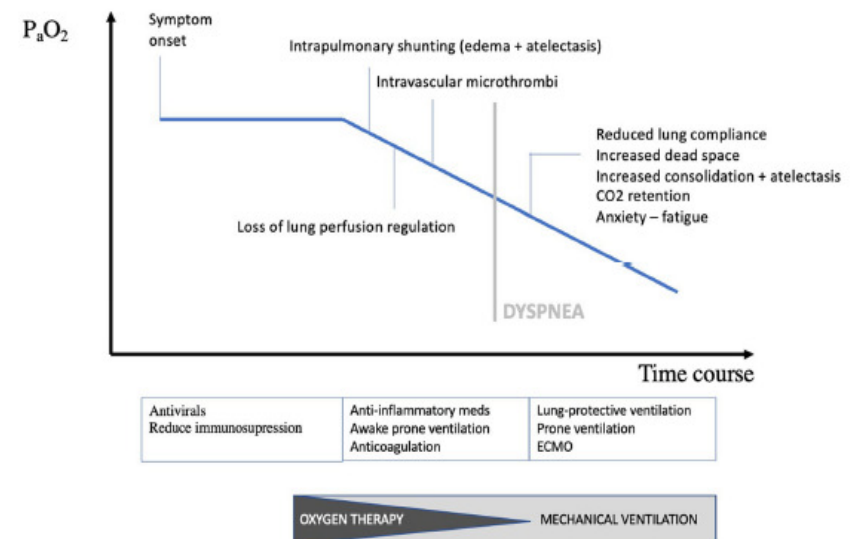 PaO2
Symptom
onset
Intrapulmonary shunting (edema + atelectasis)
Intravascular microthrombi
Reduced lung compliance
Increased dead space
Increased consolidation + atelectasis
CO2 retention
Anxiety – fatigue
Loss of lung perfusion regulation
DYSPNEA
Time course
Antivirals
Reduce immunosupression
Anti-inflammatory meds
Awake prone ventilation
Anticoagulation
Lung-protective ventilation
Prone ventilation
ECMO
OXYGEN THERAPY
MECHANICAL VENTILATION